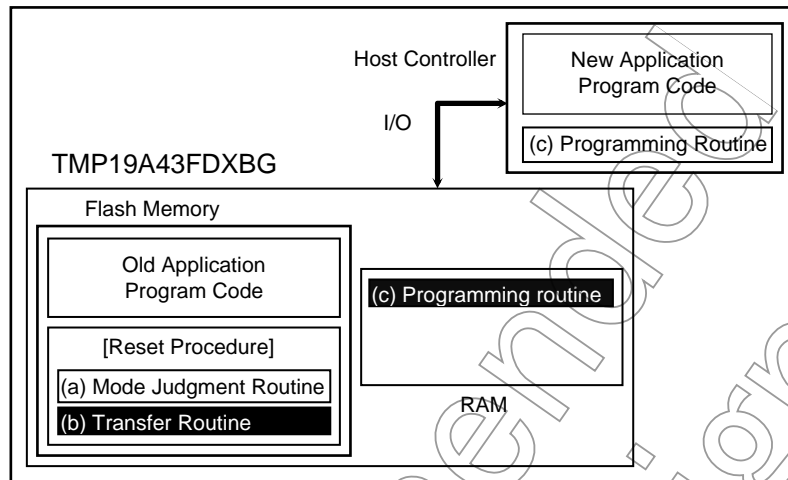 Host Controller
New Application
Program Code
(c) Programming Routine
I/O
TMP19A43FDXBG
Flash Memory
Old Application
Program Code
[Reset Procedure]
(a) Mode Judgment Routine
(b) Transfer Routine
(c) Programming routine
RAM